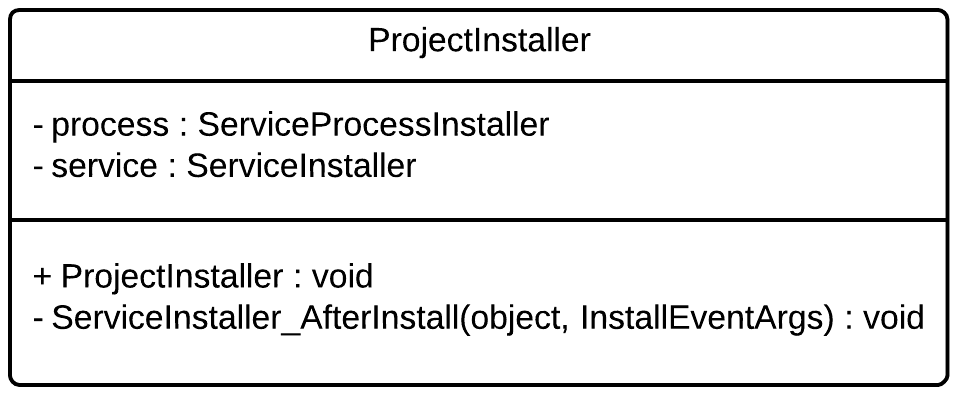 ProjectInstaller
- process : ServiceProcessInstaller
- service : ServiceInstaller
+ ProjectInstaller : void
- ServiceInstaller_AfterInstall(object, InstallEventArgs) : void